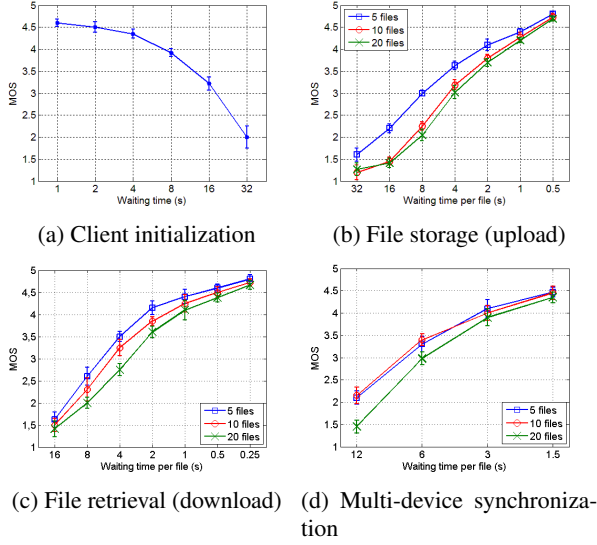 5
4.5
4
3.5
3
2.5
2
1.5
1
MOS
1 2 4 8 16 32
Waiting time (s)
(a) Client initialization
5
4.5
4
3.5
3
2.5
2
1.5
1
MOS
5 files
10 files
20 files
32 16 8 4 2 1 0.5
Waiting time per file (s)
(b) File storage (upload)
5
4.5
4
3.5
3
2.5
2
1.5
1
MOS
5 files
10 files
20 files
16 8 4 2 1 0.5 0.25
Waiting time per file (s)
(c) File retrieval (download)
5
4.5
4
3.5
3
2.5
2
1.5
1
MOS
5 files
10 files
20 files
12 6 3 1.5
Waiting time per file (s)
(d) Multi-device synchroniza-
tion